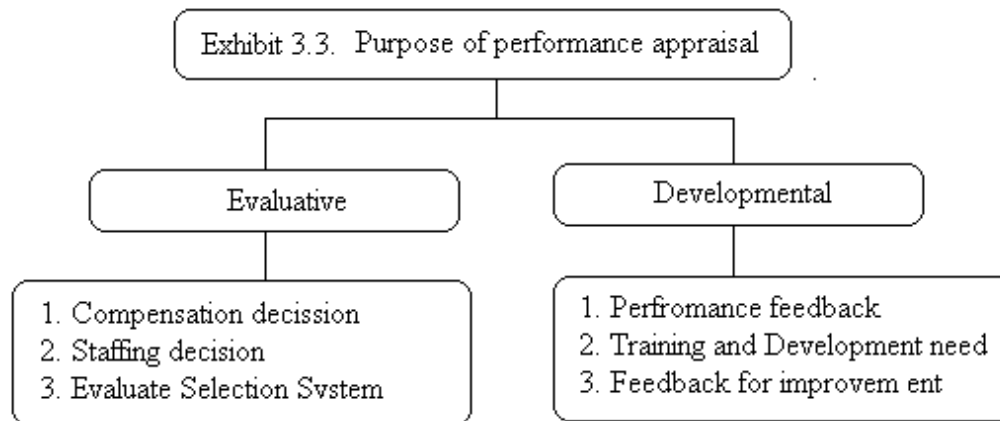 Exhibit 3.3. Purpose of performance appraisal
Evaluative
Developmental
1. Compensation decission
2. Staffing decision
3. Evaluate Selection System
1. Perfromance feedback
2. Training and Development need
3. Feedback for improvem ent